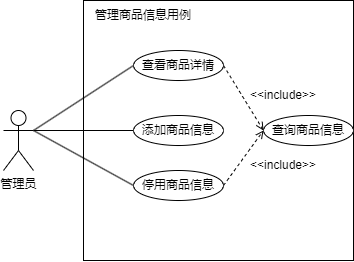 管理商品信息用例
查看商品详情
<<include>>
添加商品信息
查询商品信息
<<include>>
停用商品信息
管理员